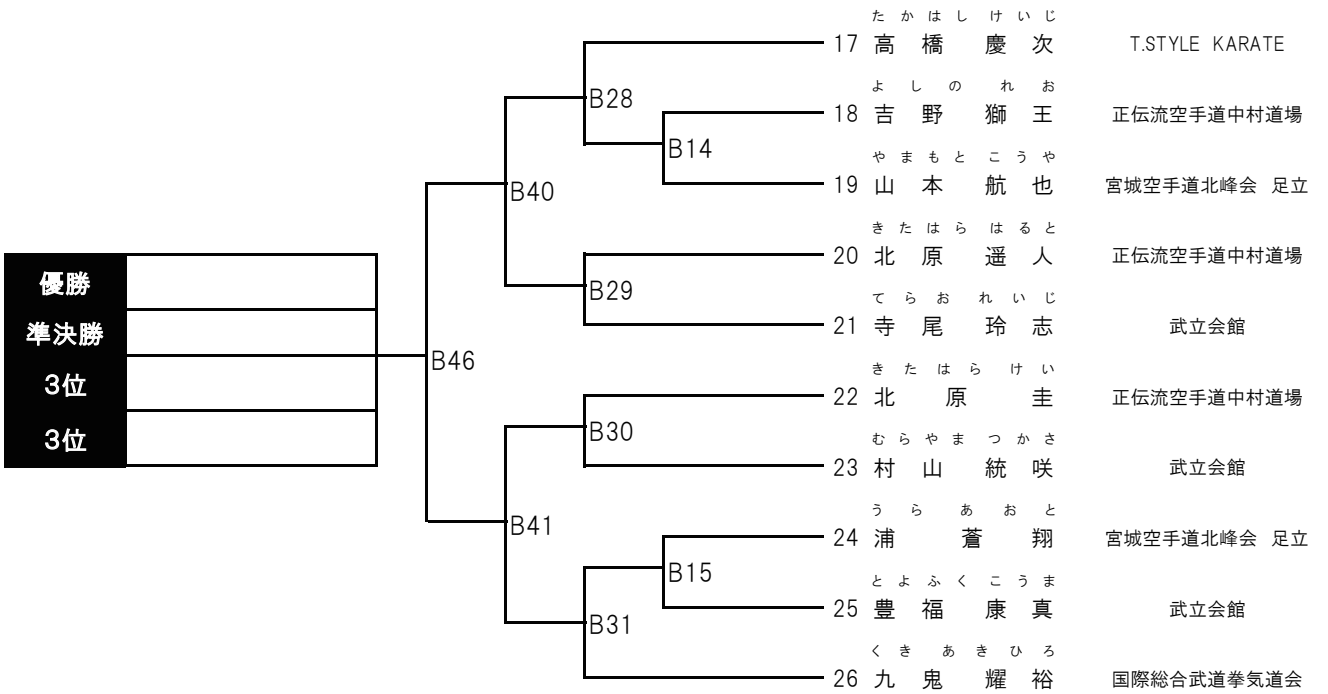 たかはし けいじ
17 高橋 慶次 T.STYLE KARATE
B28
よしの れお
18 吉野 獅王 正伝流空手道中村道場
B14
やまもと こうや
19 山本 航也 宮城空手道北峰会 足立
B40
きたはら はると
20 北原 遥人 正伝流空手道中村道場
優勝
B29
てらお れいじ
21 寺尾 玲志 武立会館
準決勝
B46
3位
きたはら けい
22 北原 圭 正伝流空手道中村道場
B30
3位
むらやま つかさ
23 村山 統咲 武立会館
B41
うら あおと
24 浦 蒼翔 宮城空手道北峰会 足立
B15
とよふく こうま
25 豊福 康真 武立会館
B31
くき あきひろ
26 九鬼 耀裕 国際総合武道拳気道会